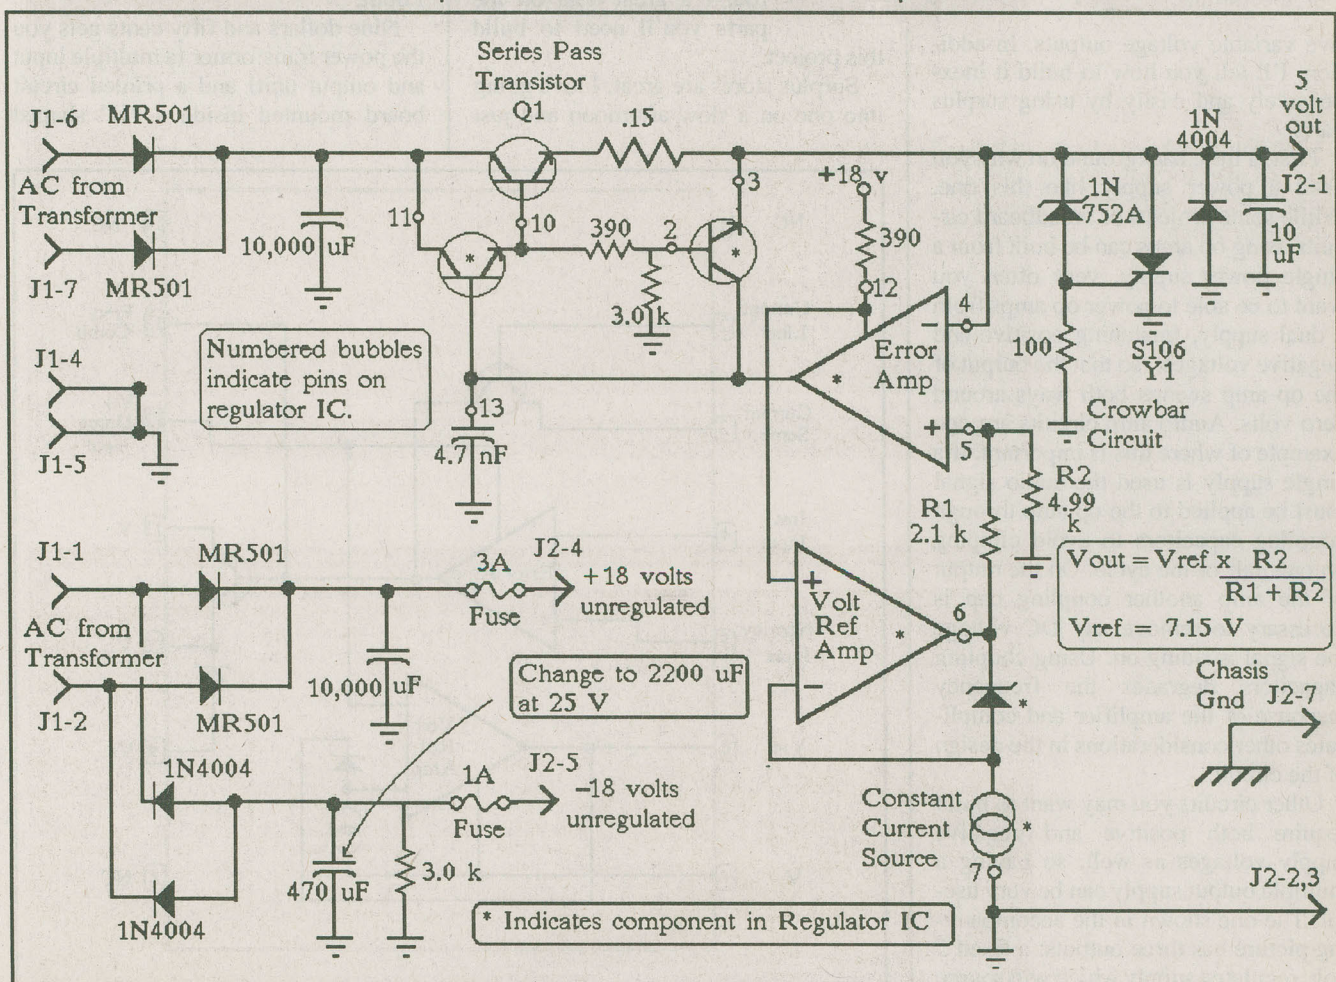 Series Pass
Transistor
Q1
J1-6
MR501
.15
5
volt
out
1N
4004
AC from
Transformer
11
10
390
2
3
+18 v
1N
752A
J2-1
10,000 uF
390
10
uF
J1-7
MR501
3.0 k
12
4
Numbered bubbles
indicate pins on
regulator IC.
*
*
Error
Amp
*
–
100
S106
Y1
J1-4
13
Crowbar
Circuit
J1-5
4.7 nF
+
5
R2
4.99
k
R1
2.1 k
J1-1
MR501
3A
J2-4
+18 volts
unregulated
Fuse
Vout = Vref x R2
R1 + R2
Vref = 7.15 V
AC from
Transformer
+
Volt
Ref
Amp
*
6
–
10,000 uF
Change to 2200 uF
at 25 V
Chasis
Gnd
J2-7
J1-2
MR501
*
1N4004
1A
J2-5
–18 volts
unregulated
Fuse
Constant
Current
Source
*
470 uF
3.0 k
7
J2-2,3
1N4004
* Indicates component in Regulator IC